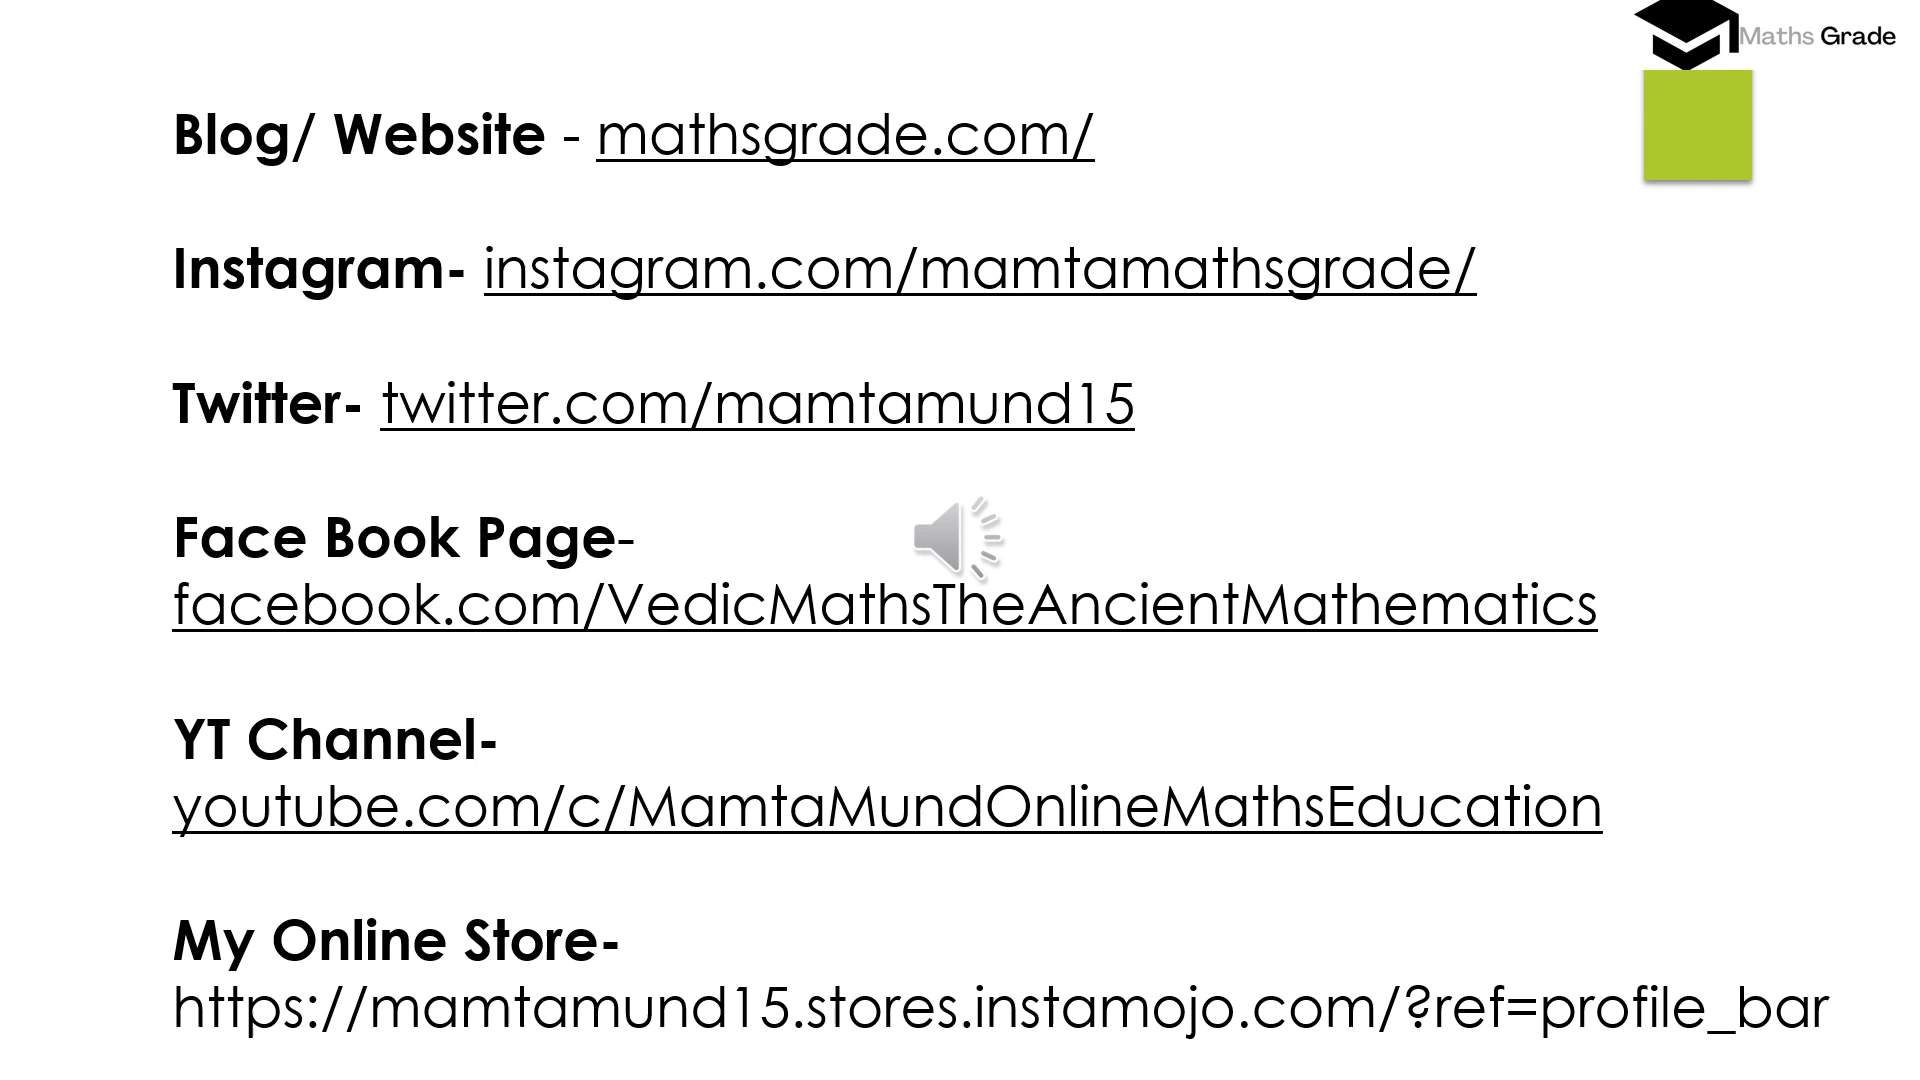 Maths Grade
Blog/ Website - mathsgrade.com/
Instagram- instagram.com/mamtamathsgrade/
Twitter- twitter.com/mamtamund15
Face Book Page-
facebook.com/VedicMathsTheAncientMathematics
YT Channel-
youtube.com/c/MamtaMundOnlineMathsEducation
My Online Store-
https://mamtamund15.stores.instamojo.com/?ref=profile_bar